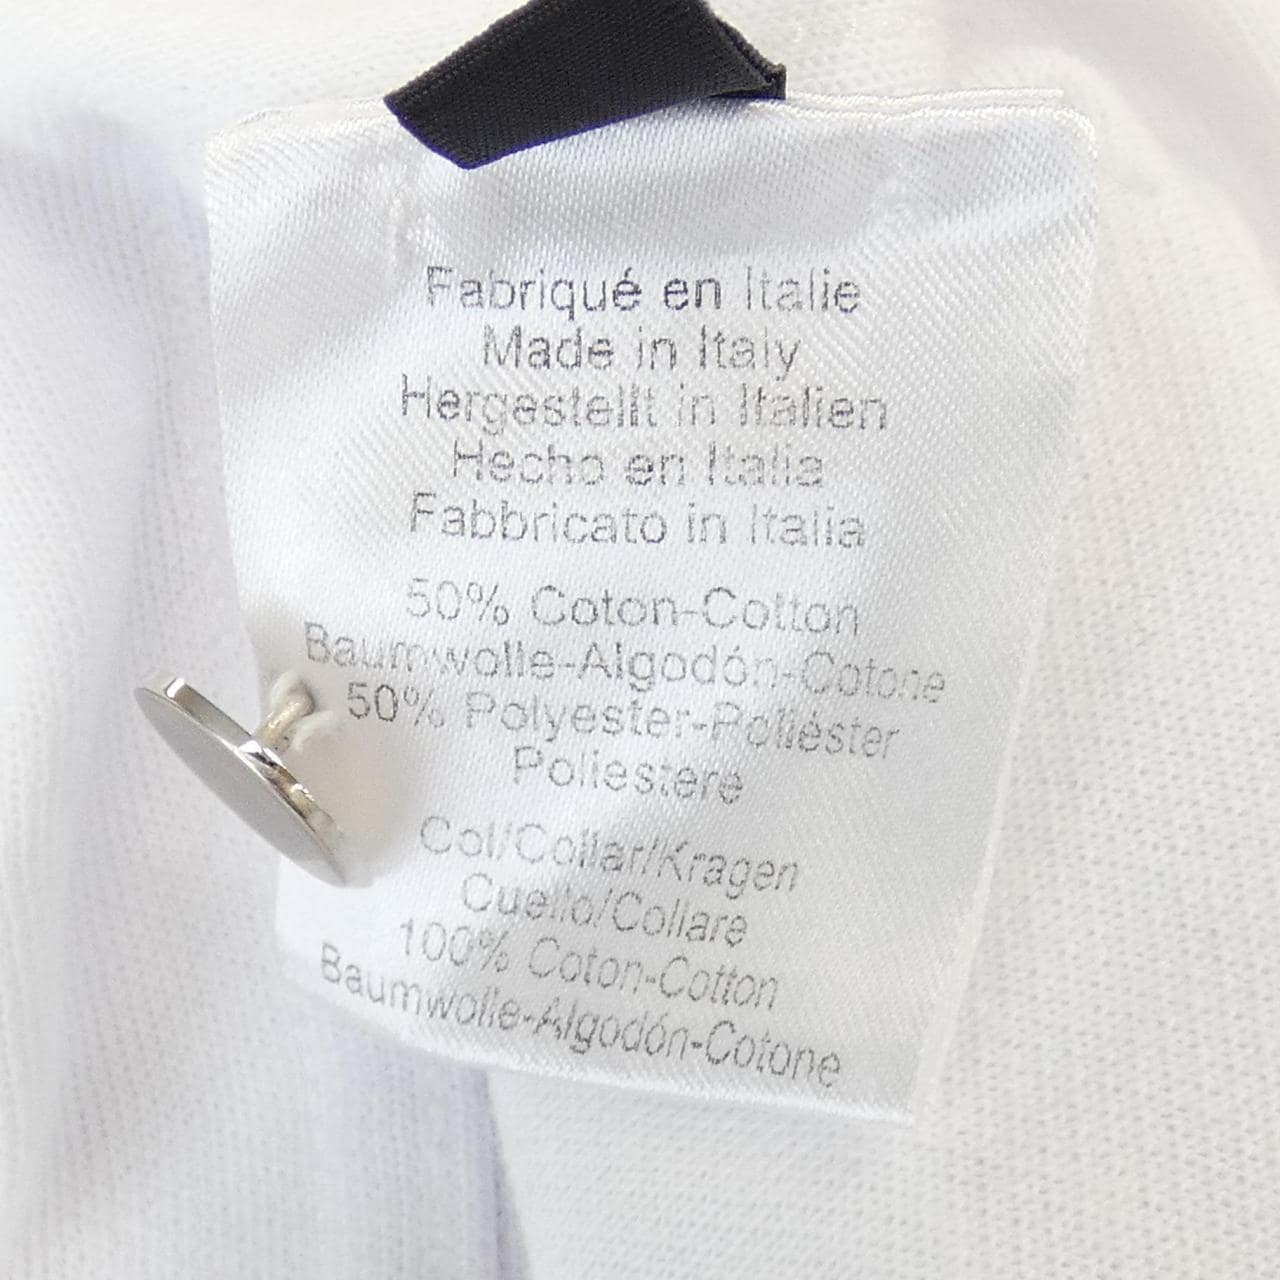 Fabriqué en Italie
Made in Italy
Hergestellt in Italien
Hecho en Italia
Fabbricato in Italia
50% Coton-Cotton
Baumwolle-Algodón-Cotone
50% Polyester-Poliéster
Poliestere
Col/Collar/Kragen
Cuello/Collare
100% Coton-Cotton
Baumwolle-Algodón-Cotone